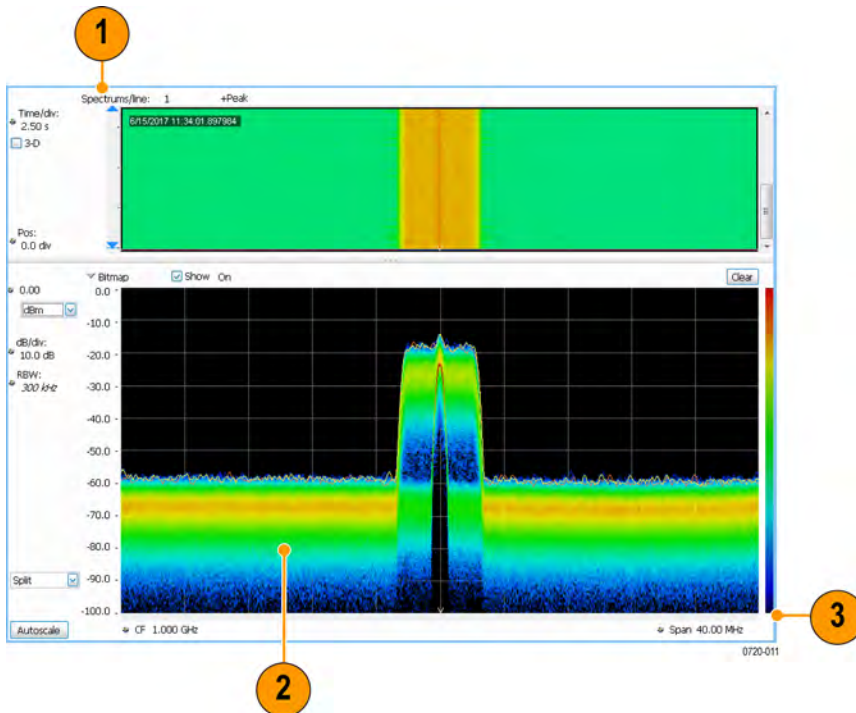 1
Spectrums/line: 1 +Peak
Time/div:
2.50 s
3-D
6/15/2017 11:34:01.897984
Pos:
0.0 div
Bitmap Show On Clear
0.00
dBm
dB/div:
10.0 dB
RBW:
300 kHz
0.0
-10.0
-20.0
-30.0
-40.0
-50.0
-60.0
-70.0
-80.0
-90.0
-100.0
Split
Autoscale CF 1.000 GHz Span 40.00 MHz
3
0720-011
2